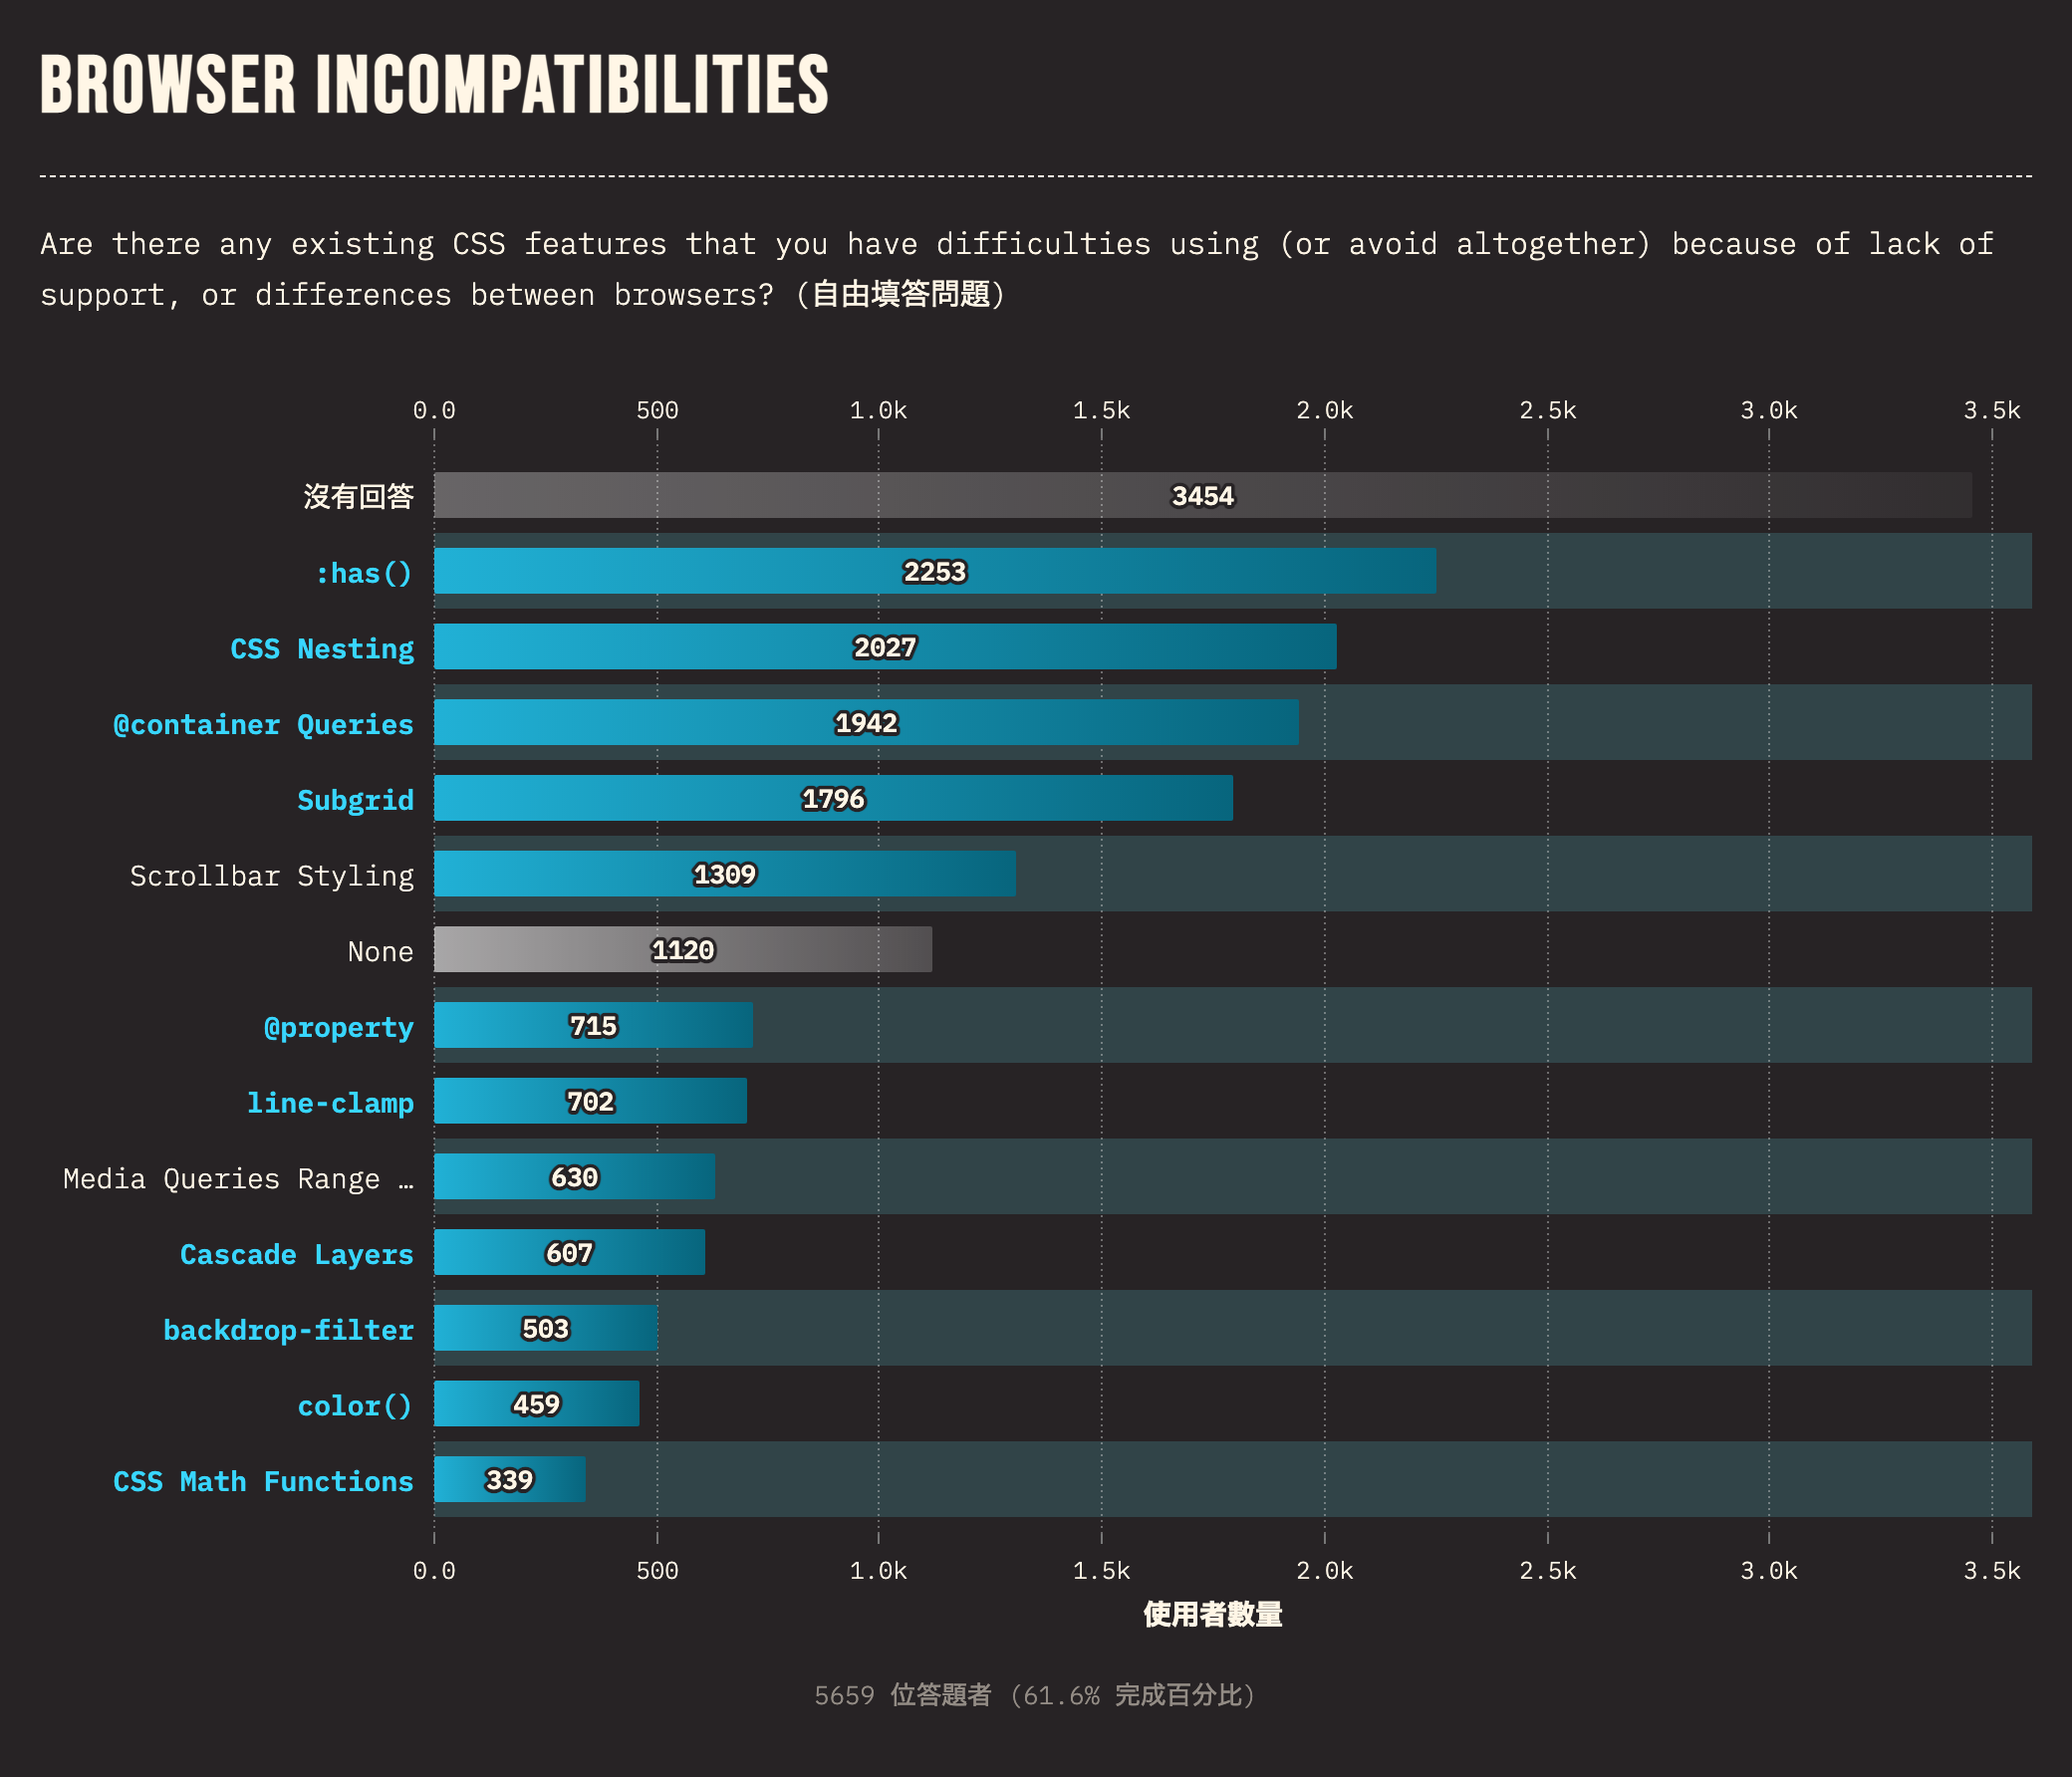 BROWSER INCOMPATIBILITIES
Are there any existing CSS features that you have difficulties using (or avoid altogether) because of lack of
support, or differences between browsers? (自由填答問題)
0.0 500 1.0k 1.5k 2.0k 2.5k 3.0k 3.5k
沒有回答 3454
:has() 2253
CSS Nesting 2027
@container Queries 1942
Subgrid 1796
Scrollbar Styling 1309
None 1120
@property 715
line-clamp 702
Media Queries Range … 630
Cascade Layers 607
backdrop-filter 503
color() 459
CSS Math Functions 339
0.0 500 1.0k 1.5k 2.0k 2.5k 3.0k 3.5k
使用者數量
5659 位答題者 (61.6% 完成百分比)